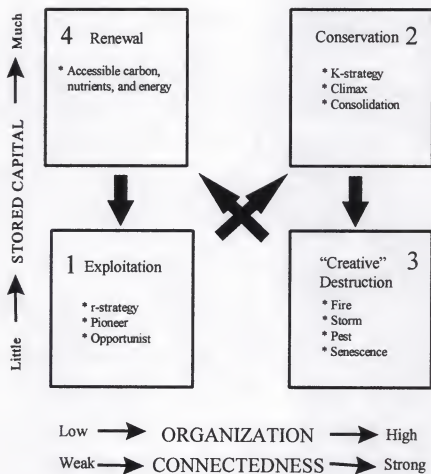 4 Renewal
* Accessible carbon,
nutrients, and energy
Conservation 2
* K-strategy
* Climax
* Consolidation
1 Exploitation
* r-strategy
* Pioneer
* Opportunist
"Creative" 3
Destruction
* Fire
* Storm
* Pest
* Senescence
Little STORED CAPITAL Much
Low ORGANIZATION High
Weak CONNECTEDNESS Strong